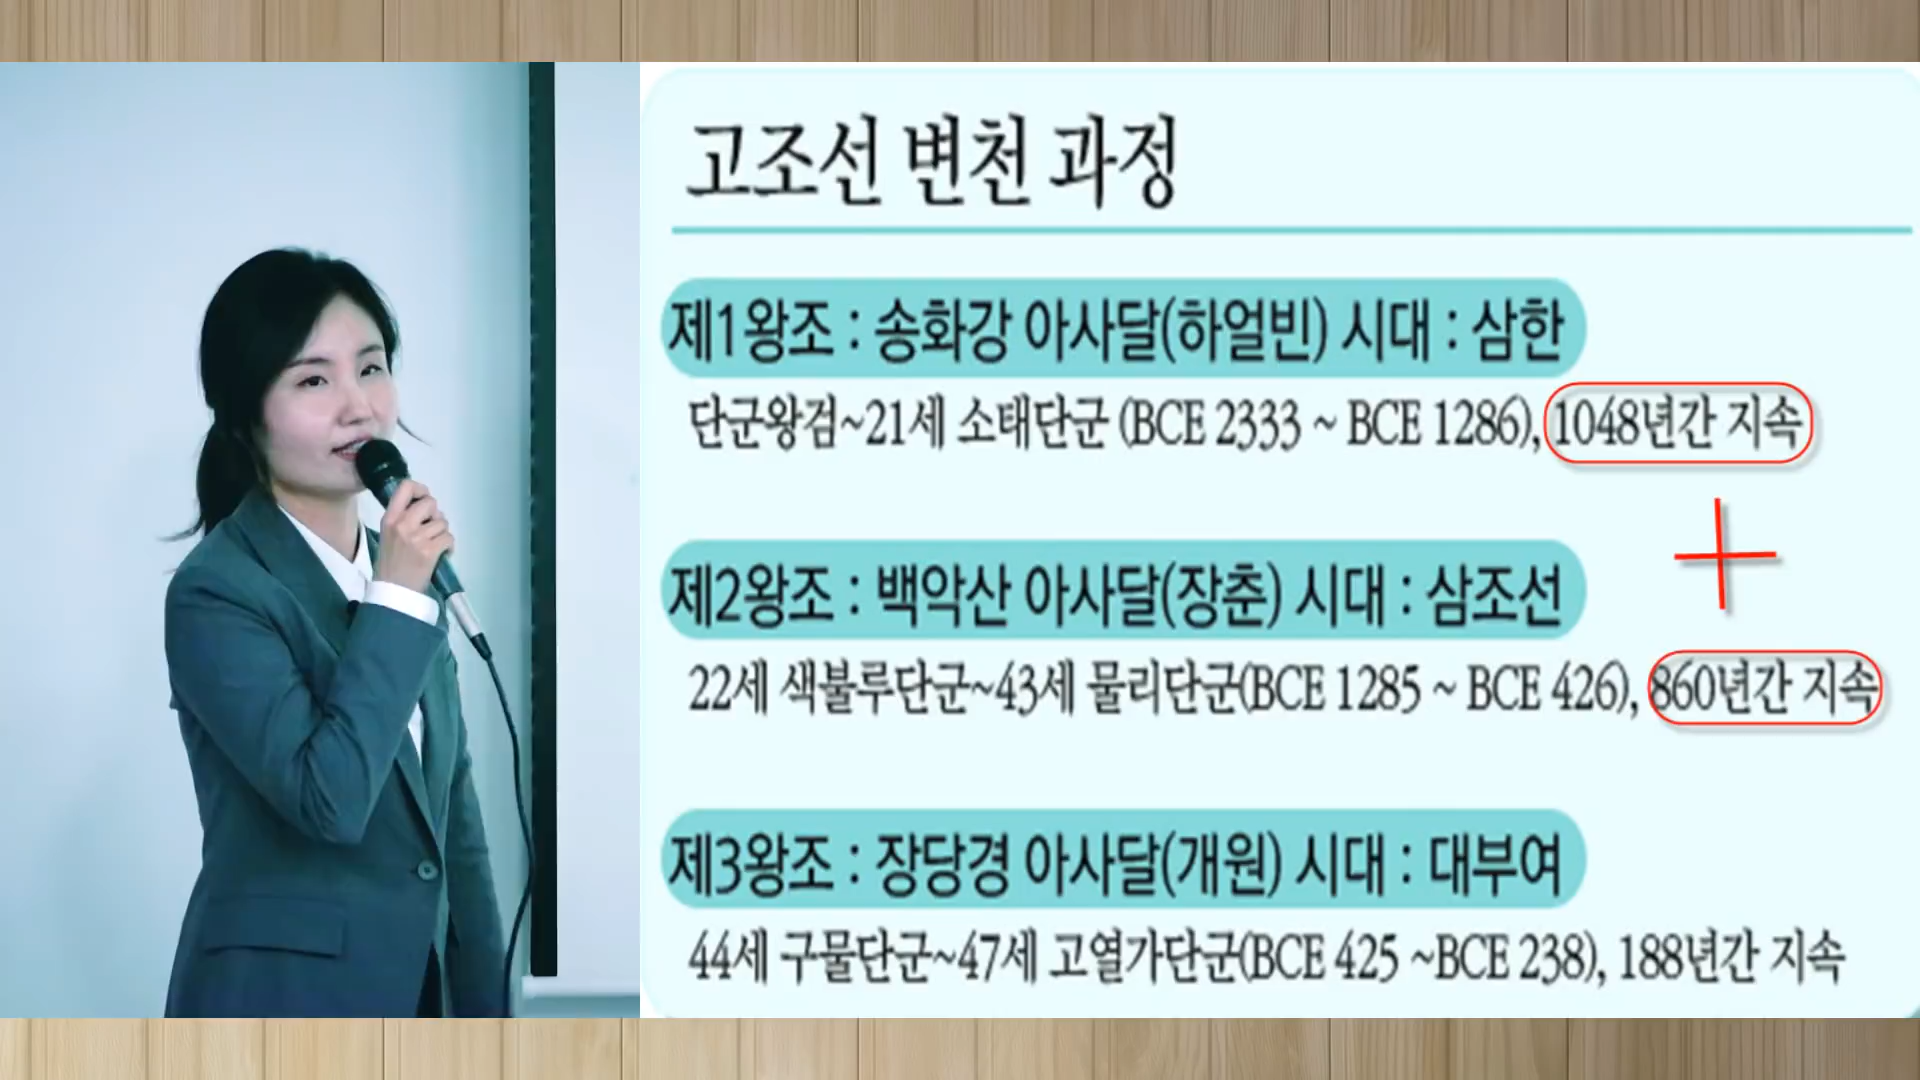 고조선 변천 과정
제1왕조 : 송화강 아사달(하얼빈) 시대 : 삼한
단군왕검~21세 소태단군 (BCE 2333 ~ BCE 1286), 1048년간 지속
제2왕조 : 백악산 아사달(장춘) 시대 : 삼조선
22세 색불루단군~43세 물리단군(BCE 1285 ~ BCE 426), 860년간 지속
제3왕조 : 장당경 아사달(개원) 시대 : 대부여
44세 구물단군~47세 고열가단군(BCE 425 ~BCE 238), 188년간 지속